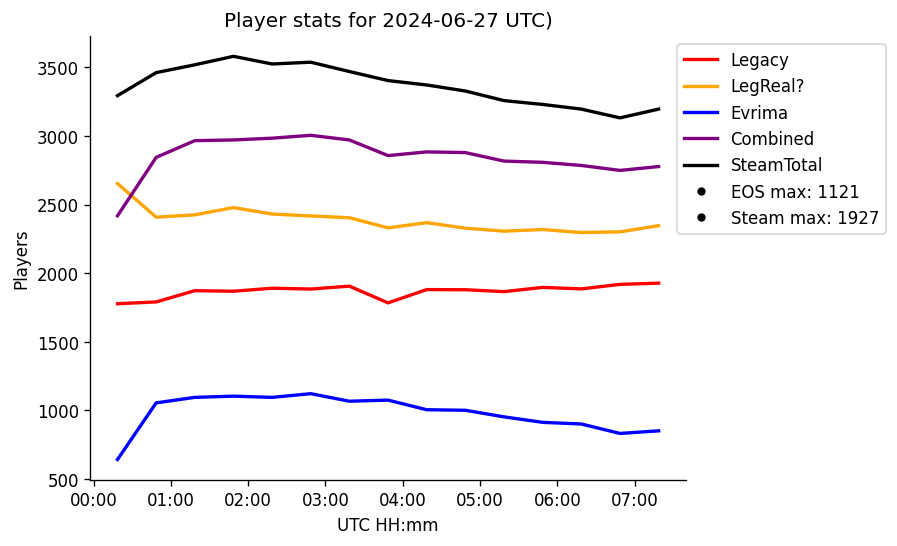 Player stats for 2024-06-27 UTC)
Legacy
LegReal?
Evrima
Combined
SteamTotal
EOS max: 1121
Steam max: 1927
Players
3500
3000
2500
2000
1500
1000
500
00:00 01:00 02:00 03:00 04:00 05:00 06:00 07:00
UTC HH:mm